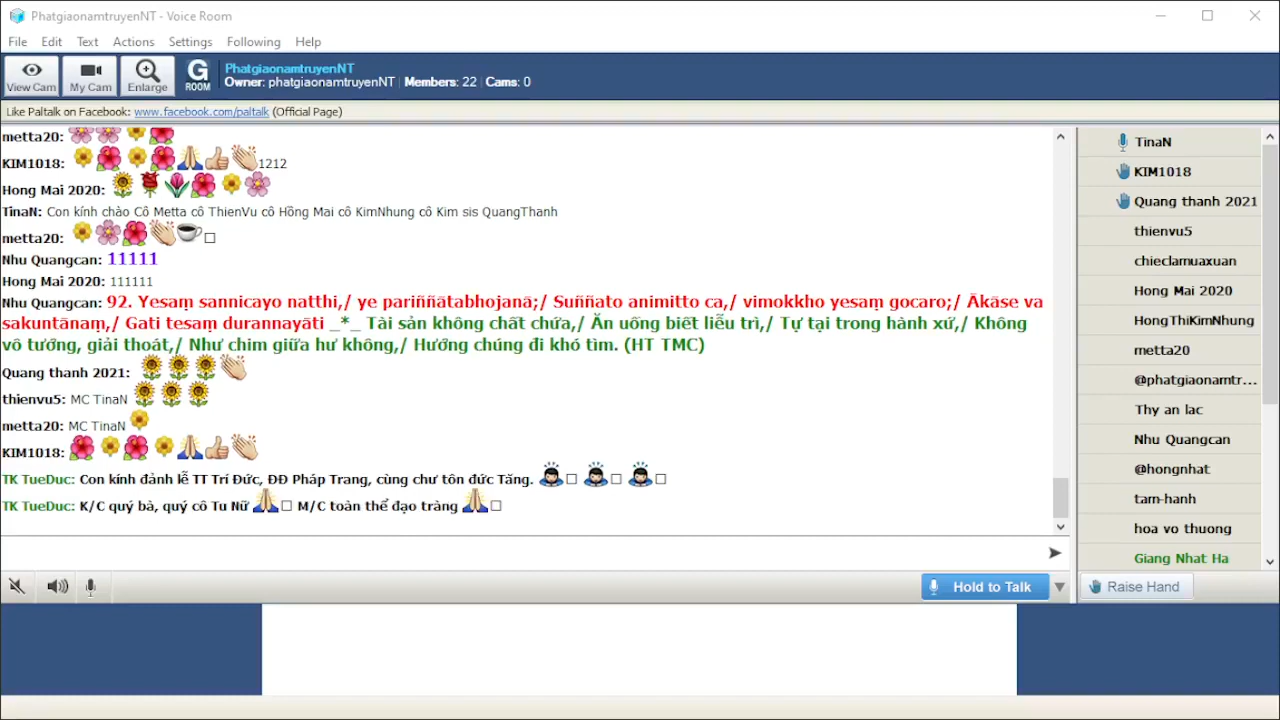 PhatgiaonamtruyenNT - Voice Room
File Edit Text Actions Settings Following Help
View Cam My Cam Enlarge G ROOM
PhatgiaonamtruyenNT
Owner: phatgiaonamtruyenNT | Members: 22 | Cams: 0
Like Paltalk on Facebook: www.facebook.com/paltalk (Official Page)
metta20:
KIM1018: 1212
Hong Mai 2020:
TinaN: Con kính chào Cô Metta cô ThienVu cô Hồng Mai cô KimNhung cô Kim sis QuangThanh
metta20:
Nhu Quangcan: 11111
Hong Mai 2020: 111111
Nhu Quangcan: 92. Yesaṃ sannicayo natthi,/ ye pariññātabhojanā;/ Suññato animitto ca,/ vimokkho yesaṃ gocaro;/ Ākāse va
sakuntānaṃ,/ Gati tesaṃ durannayāti _*_ Tài sản không chất chứa,/ Ăn uống biết liễu tri,/ Tự tại trong hành xứ,/ Không
vô tướng, giải thoát,/ Như chim giữa hư không,/ Hướng chúng đi khó tìm. (HT TMC)
Quang thanh 2021:
thienvu5: MC TinaN
metta20: MC TinaN
KIM1018:
TK TueDuc: Con kính đảnh lễ TT Trí Đức, ĐĐ Pháp Trang, cùng chư tôn đức Tăng.
TK TueDuc: K/C quý bà, quý cô Tu Nữ M/C toàn thể đạo tràng
Hold to Talk
TinaN
KIM1018
Quang thanh 2021
thienvu5
chieclamuaxuan
Hong Mai 2020
HongThiKimNhung
metta20
@phatgiaonamtr...
Thy an lac
Nhu Quangcan
@hongnhat
tam-hanh
hoa vo thuong
Giang Nhat Ha
Raise Hand